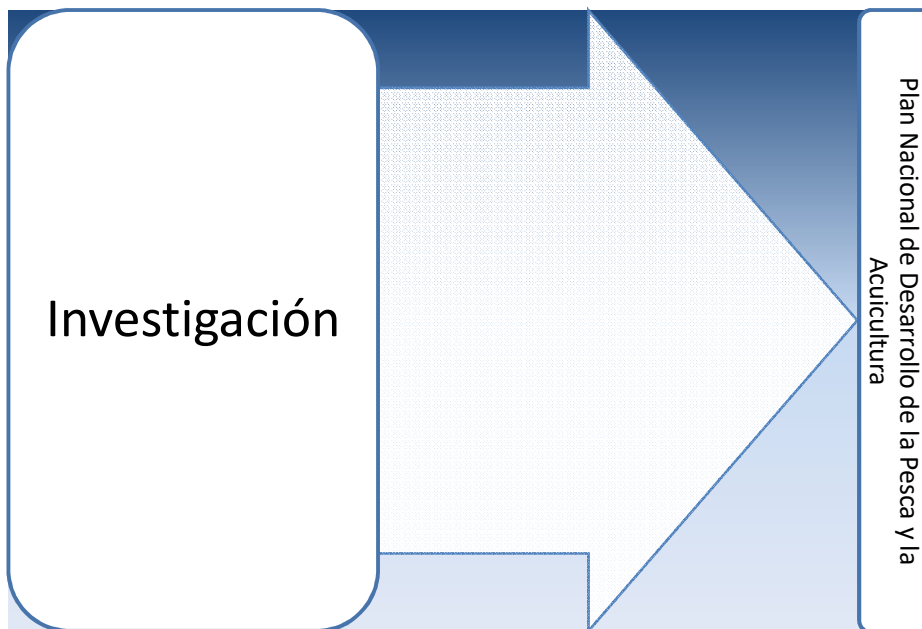 Investigación
Plan Nacional de Desarrollo de la Pesca y la
Acuicultura